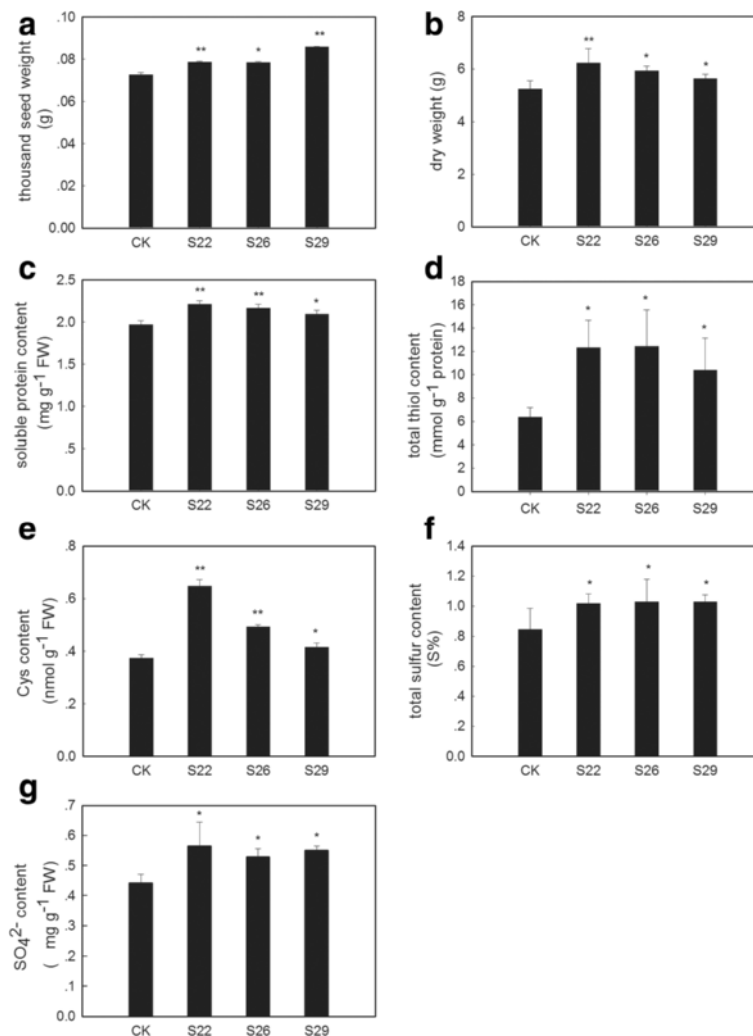 a
thousand seed weight
(g)
.10
.08
.06
.04
.02
0.00
** * **
CK S22 S26 S29
b
dry weight (g)
8
6
4
2
0
** * *
CK S22 S26 S29
c
soluble protein content
(mg g⁻¹ FW)
2.5
2.0
1.5
1.0
.5
0.0
** ** *
CK S22 S26 S29
d
total thiol content
(mmol g⁻¹ protein)
18
16
14
12
10
8
6
4
2
0
* * *
CK S22 S26 S29
e
Cys content
(nmol g⁻¹ FW)
.8
.6
.4
.2
0.0
** ** *
CK S22 S26 S29
f
total sulfur content
(S%)
1.4
1.2
1.0
.8
.6
.4
.2
0.0
* * *
CK S22 S26 S29
g
SO₄²⁻ content
( mg g⁻¹ FW)
.7
.6
.5
.4
.3
.2
.1
0.0
* * *
CK S22 S26 S29